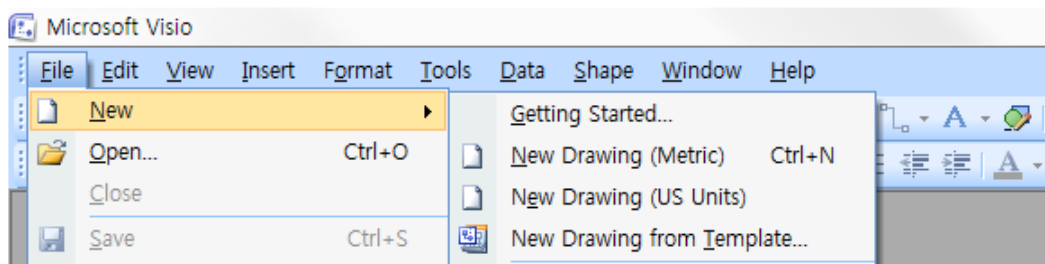 Microsoft Visio
File Edit View Insert Format Tools Data Shape Window Help
New Getting Started...
Open... Ctrl+O New Drawing (Metric) Ctrl+N
Close New Drawing (US Units)
Save Ctrl+S New Drawing from Template...